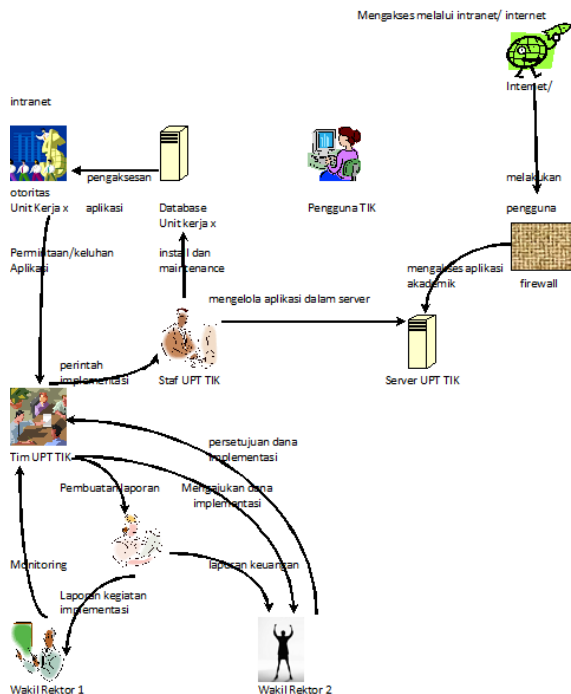 Mengakses melalui intranet/ internet
Internet/
intranet
melakukan
pengaksesan
otoritas
Unit Kerja x
aplikasi
Database
Unit kerja x
Pengguna TIK
pengguna
Permintaan/keluhan
Aplikasi
install dan
maintenance
mengakses aplikasi
akademik
firewall
mengelola aplikasi dalam server
perintah
implementasi
Staf UPT TIK
Server UPT TIK
persetujuan dana
implementasi
Tim UPT TIK
Pembuatan laporan
Mengajukan dana
implementasi
Monitoring
laporan keuangan
Laporan kegiatan
implementasi
Wakil Rektor 1
Wakil Rektor 2